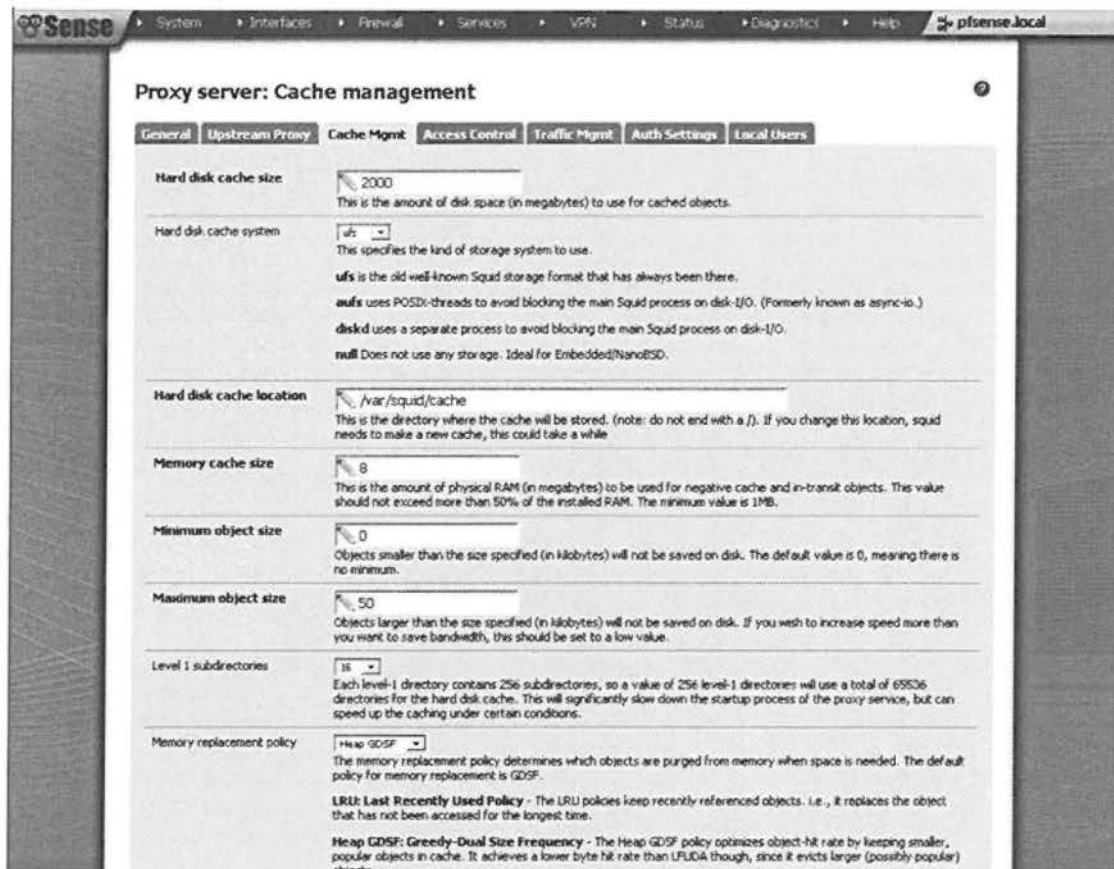 Sense System Interfaces Firewall Services VPN Status Diagnostics Help pfsense.local
Proxy server: Cache management
General Upstream Proxy Cache Mgmt Access Control Traffic Mgmt Auth Settings Local Users
Hard disk cache size 2000
This is the amount of disk space (in megabytes) to use for cached objects.
Hard disk cache system ufs
This specifies the kind of storage system to use.
ufs is the old well-known Squid storage format that has always been there.
aufs uses POSIX-threads to avoid blocking the main Squid process on disk-I/O. (Formerly known as async-io.)
diskd uses a separate process to avoid blocking the main Squid process on disk-I/O.
null Does not use any storage. Ideal for Embedded/NanoBSD.
Hard disk cache location /var/squid/cache
This is the directory where the cache will be stored. (note: do not end with a /). If you change this location, squid
needs to make a new cache, this could take a while
Memory cache size 8
This is the amount of physical RAM (in megabytes) to be used for negative cache and in-transit objects. This value
should not exceed more than 50% of the installed RAM. The minimum value is 1MB.
Minimum object size 0
Objects smaller than the size specified (in kilobytes) will not be saved on disk. The default value is 0, meaning there is
no minimum.
Maximum object size 50
Objects larger than the size specified (in kilobytes) will not be saved on disk. If you wish to increase speed more than
you want to save bandwidth, this should be set to a low value.
Level 1 subdirectories 16
Each level-1 directory contains 256 subdirectories, so a value of 256 level-1 directories will use a total of 65536
directories for the hard disk cache. This will significantly slow down the startup process of the proxy service, but can
speed up the caching under certain conditions.
Memory replacement policy Heap GDSF
The memory replacement policy determines which objects are purged from memory when space is needed. The default
policy for memory replacement is GDSF.
LRU: Last Recently Used Policy - The LRU policies keep recently referenced objects. i.e., it replaces the object
that has not been accessed for the longest time.
Heap GDSF: Greedy-Dual Size Frequency - The Heap GDSF policy optimizes object-hit rate by keeping smaller,
popular objects in cache. It achieves a lower byte hit rate than LFUDA though, since it evicts larger (possibly popular)